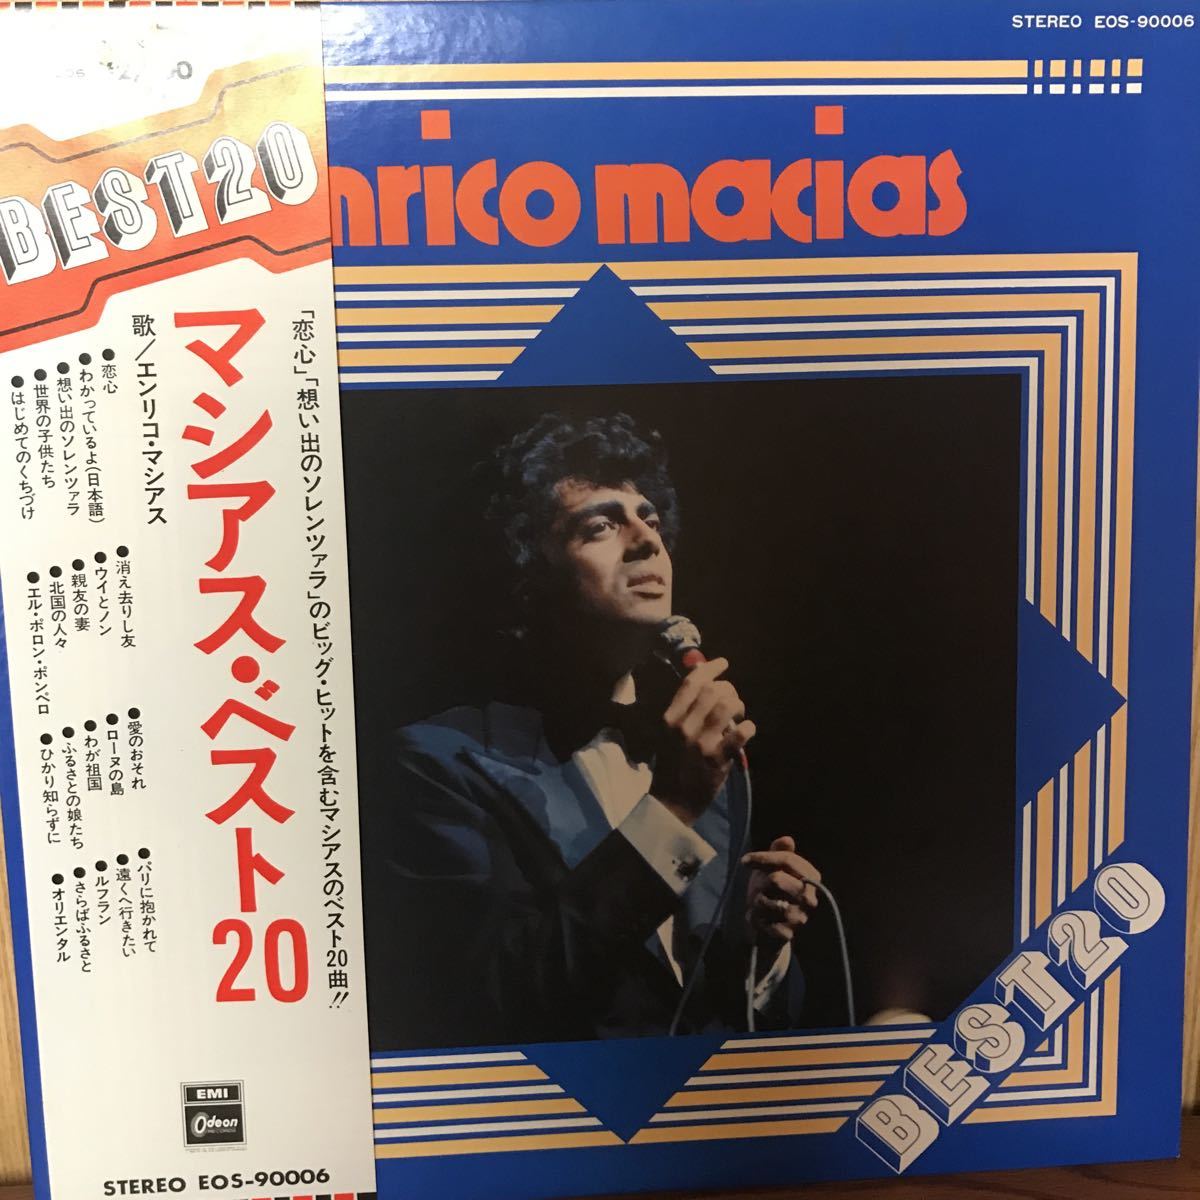 STEREO EOS-90006
nrico macias
BEST20
「恋心」「想い出のソレンツァラ」のビッグ・ヒットを含むマシアスのベスト20曲!!
マシアス・ベスト20
歌/エンリコ・マシアス
●恋心
●わかっているよ(日本語)
●想い出のソレンツァラ
●世界の子供たち
●はじめてのくちづけ
●消え去りし友
●ウイとノン
●親友の妻
●北国の人々
●エル・ポロン・ポンペロ
●愛のおそれ
●ローヌの島
●わが祖国
●ふるさとの娘たち
●ひかり知らずに
●パリに抱かれて
●遠くへ行きたい
●ルフラン
●さらばふるさと
●オリエンタル
EMI
Odeon
STEREO EOS-90006
BEST20